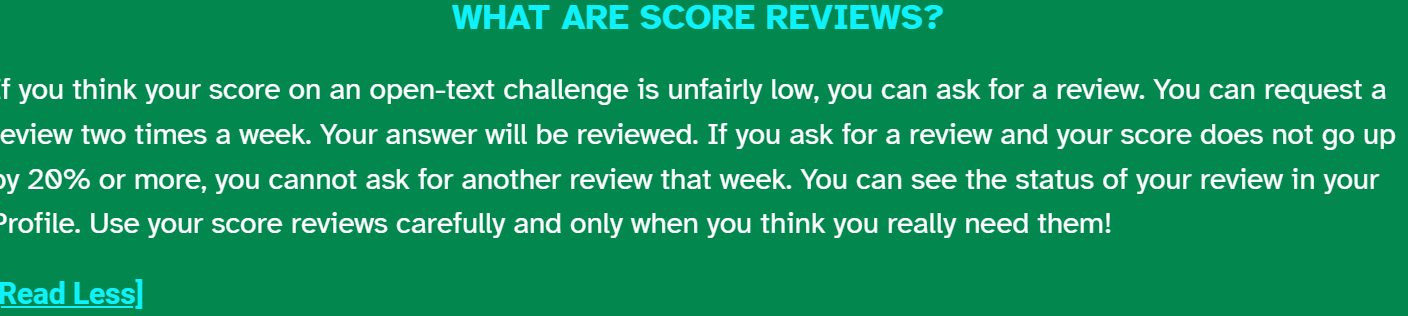 WHAT ARE SCORE REVIEWS?
If you think your score on an open-text challenge is unfairly low, you can ask for a review. You can request a
review two times a week. Your answer will be reviewed. If you ask for a review and your score does not go up
by 20% or more, you cannot ask for another review that week. You can see the status of your review in your
Profile. Use your score reviews carefully and only when you think you really need them!
[Read Less]